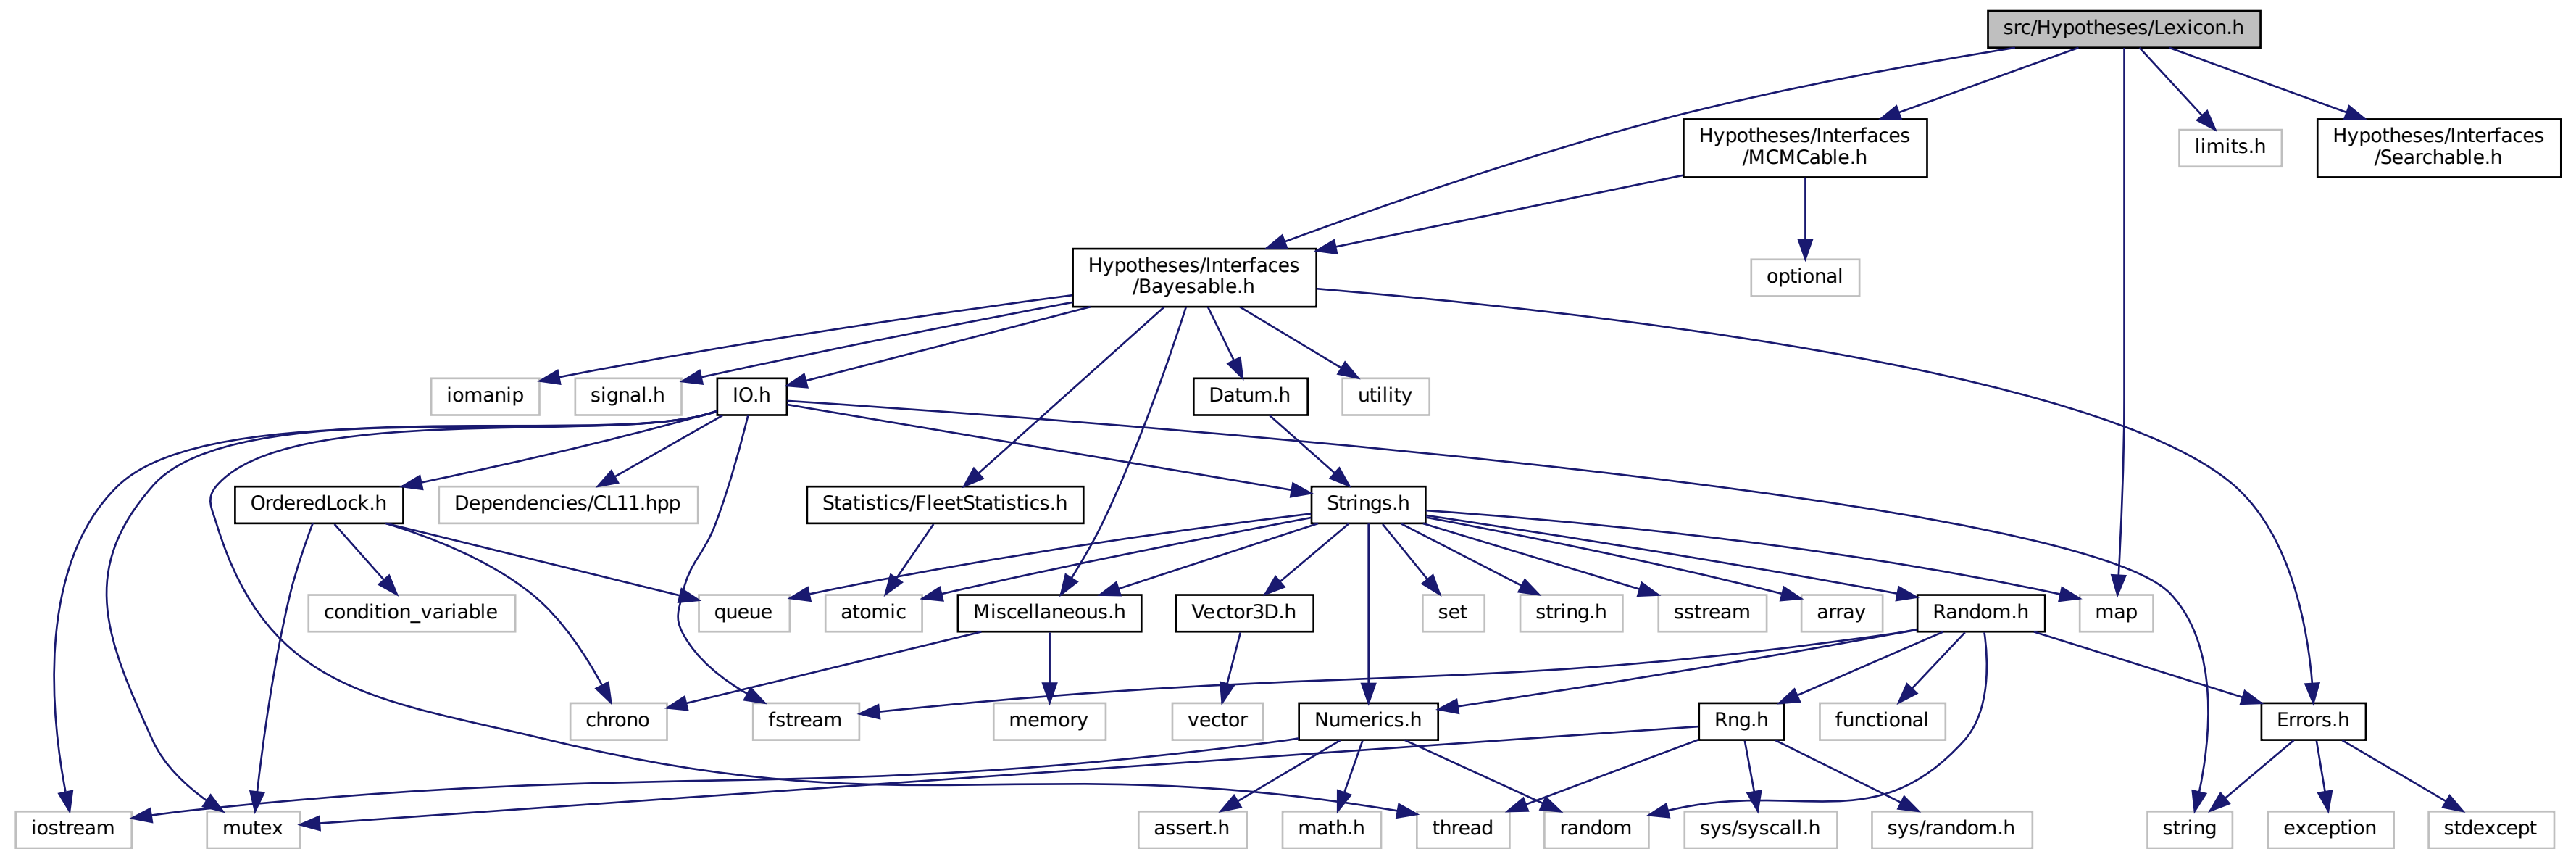 src/Hypotheses/Lexicon.h
Hypotheses/Interfaces
/MCMCable.h
limits.h
Hypotheses/Interfaces
/Searchable.h
Hypotheses/Interfaces
/Bayesable.h
optional
iomanip
signal.h
IO.h
Datum.h
utility
OrderedLock.h
Dependencies/CL11.hpp
Statistics/FleetStatistics.h
Strings.h
condition_variable
queue
atomic
Miscellaneous.h
Vector3D.h
set
string.h
sstream
array
Random.h
map
chrono
fstream
memory
vector
Numerics.h
Rng.h
functional
Errors.h
iostream
mutex
assert.h
math.h
thread
random
sys/syscall.h
sys/random.h
string
exception
stdexcept